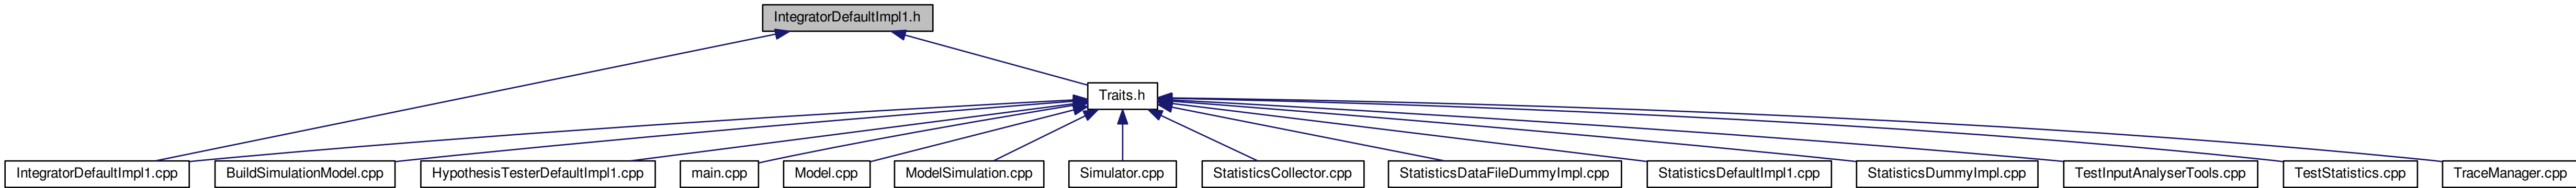 IntegratorDefaultImpl1.h
Traits.h
IntegratorDefaultImpl1.cpp
BuildSimulationModel.cpp
HypothesisTesterDefaultImpl1.cpp
main.cpp
Model.cpp
ModelSimulation.cpp
Simulator.cpp
StatisticsCollector.cpp
StatisticsDataFileDummyImpl.cpp
StatisticsDefaultImpl1.cpp
StatisticsDummyImpl.cpp
TestInputAnalyserTools.cpp
TestStatistics.cpp
TraceManager.cpp